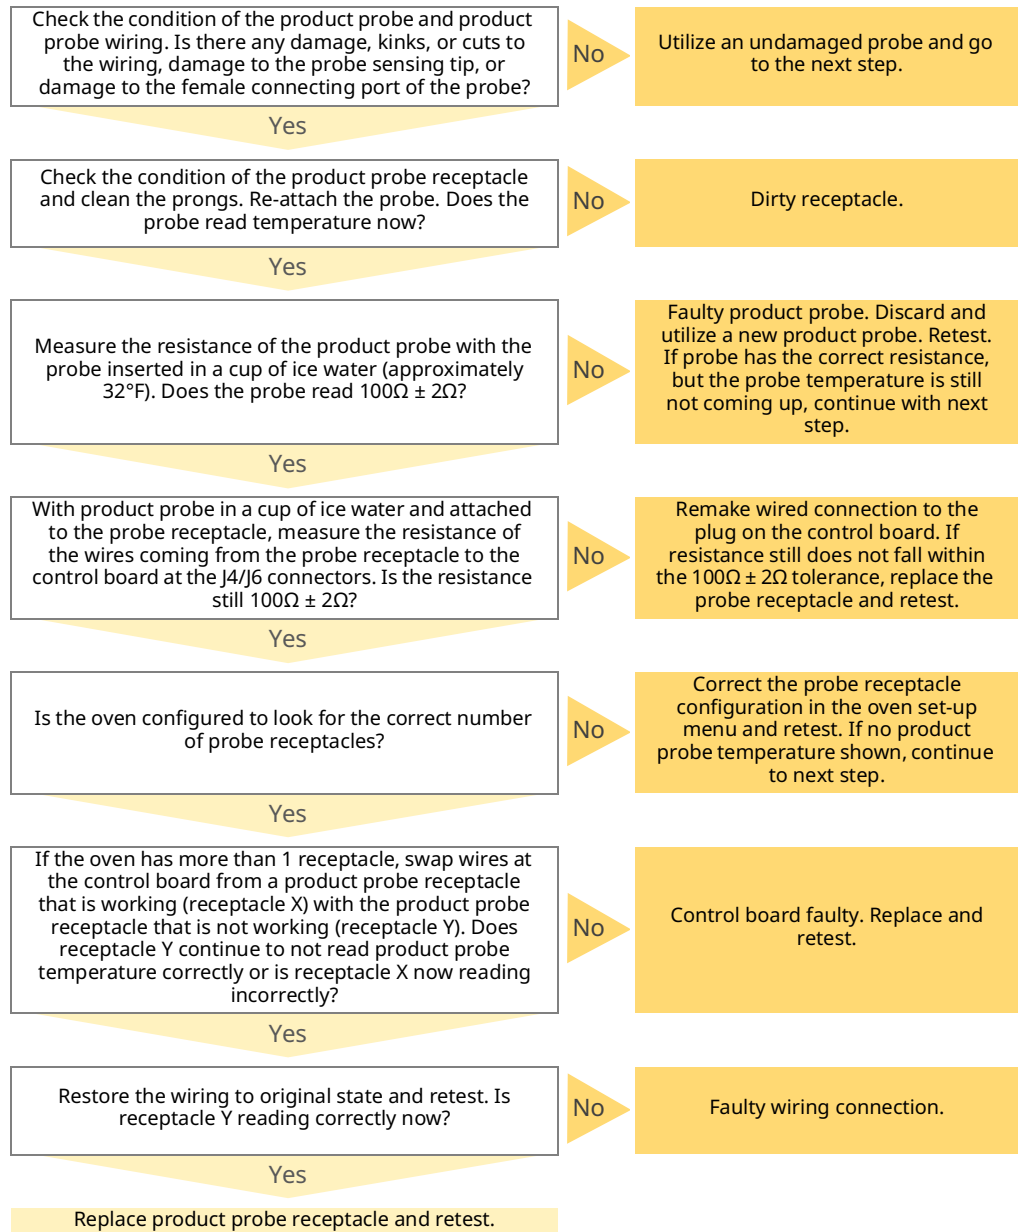 Check the condition of the product probe and product
probe wiring. Is there any damage, kinks, or cuts to
the wiring, damage to the probe sensing tip, or
damage to the female connecting port of the probe?
No
Utilize an undamaged probe and go
to the next step.
Yes
Check the condition of the product probe receptacle
and clean the prongs. Re-attach the probe. Does the
probe read temperature now?
No
Dirty receptacle.
Yes
Measure the resistance of the product probe with the
probe inserted in a cup of ice water (approximately
32°F). Does the probe read 100Ω ± 2Ω?
No
Faulty product probe. Discard and
utilize a new product probe. Retest.
If probe has the correct resistance,
but the probe temperature is still
not coming up, continue with next
step.
Yes
With product probe in a cup of ice water and attached
to the probe receptacle, measure the resistance of
the wires coming from the probe receptacle to the
control board at the J4/J6 connectors. Is the resistance
still 100Ω ± 2Ω?
No
Remake wired connection to the
plug on the control board. If
resistance still does not fall within
the 100Ω ± 2Ω tolerance, replace the
probe receptacle and retest.
Yes
Is the oven configured to look for the correct number
of probe receptacles?
No
Correct the probe receptacle
configuration in the oven set-up
menu and retest. If no product
probe temperature shown, continue
to next step.
Yes
If the oven has more than 1 receptacle, swap wires at
the control board from a product probe receptacle
that is working (receptacle X) with the product probe
receptacle that is not working (receptacle Y). Does
receptacle Y continue to not read product probe
temperature correctly or is receptacle X now reading
incorrectly?
No
Control board faulty. Replace and
retest.
Yes
Restore the wiring to original state and retest. Is
receptacle Y reading correctly now?
No
Faulty wiring connection.
Yes
Replace product probe receptacle and retest.